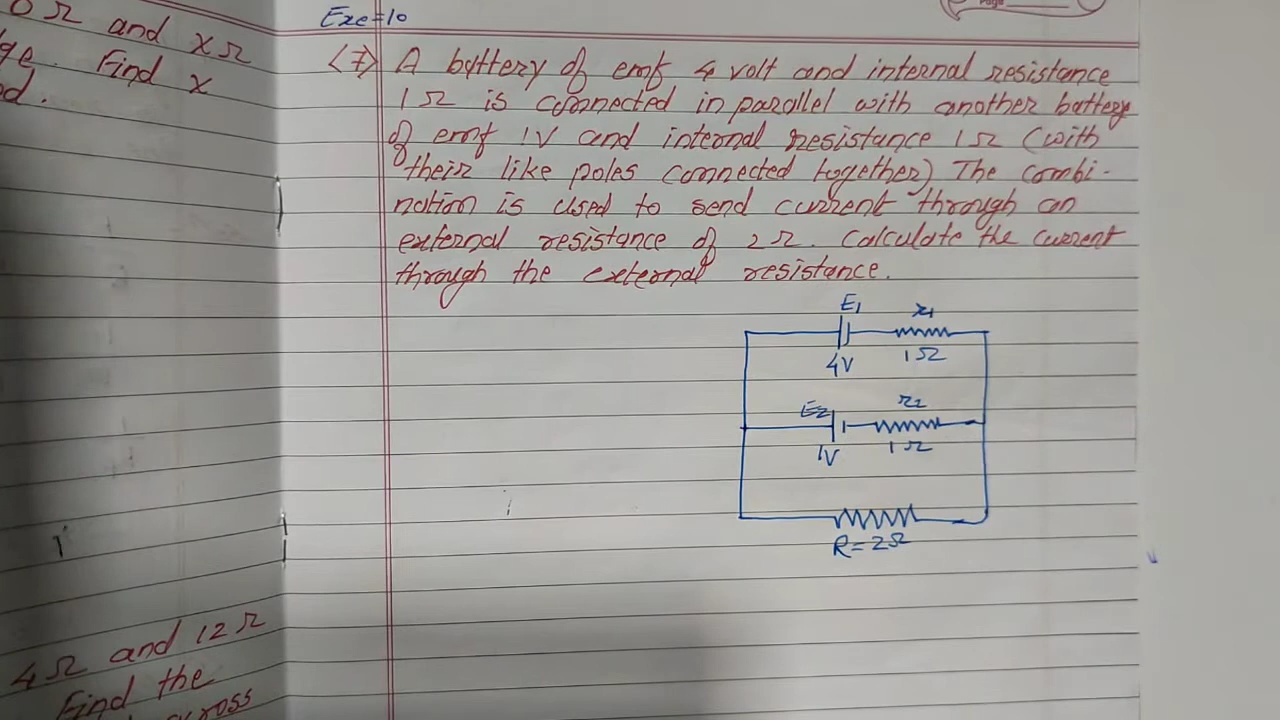 Ω and xΩ
Find x
Exe=10
<7> A battery of emf 4 volt and internal resistance
1Ω is connected in parallel with another battery
of emf 1V and internal resistance 1Ω (with
their like poles connected together) The combi-
nation is used to send current through an
external resistance of 2Ω. Calculate the current
through the external resistance.
E1 r1
4V 1Ω
E2 r2
1V 1Ω
R=2Ω
4Ω and 12Ω
Find the